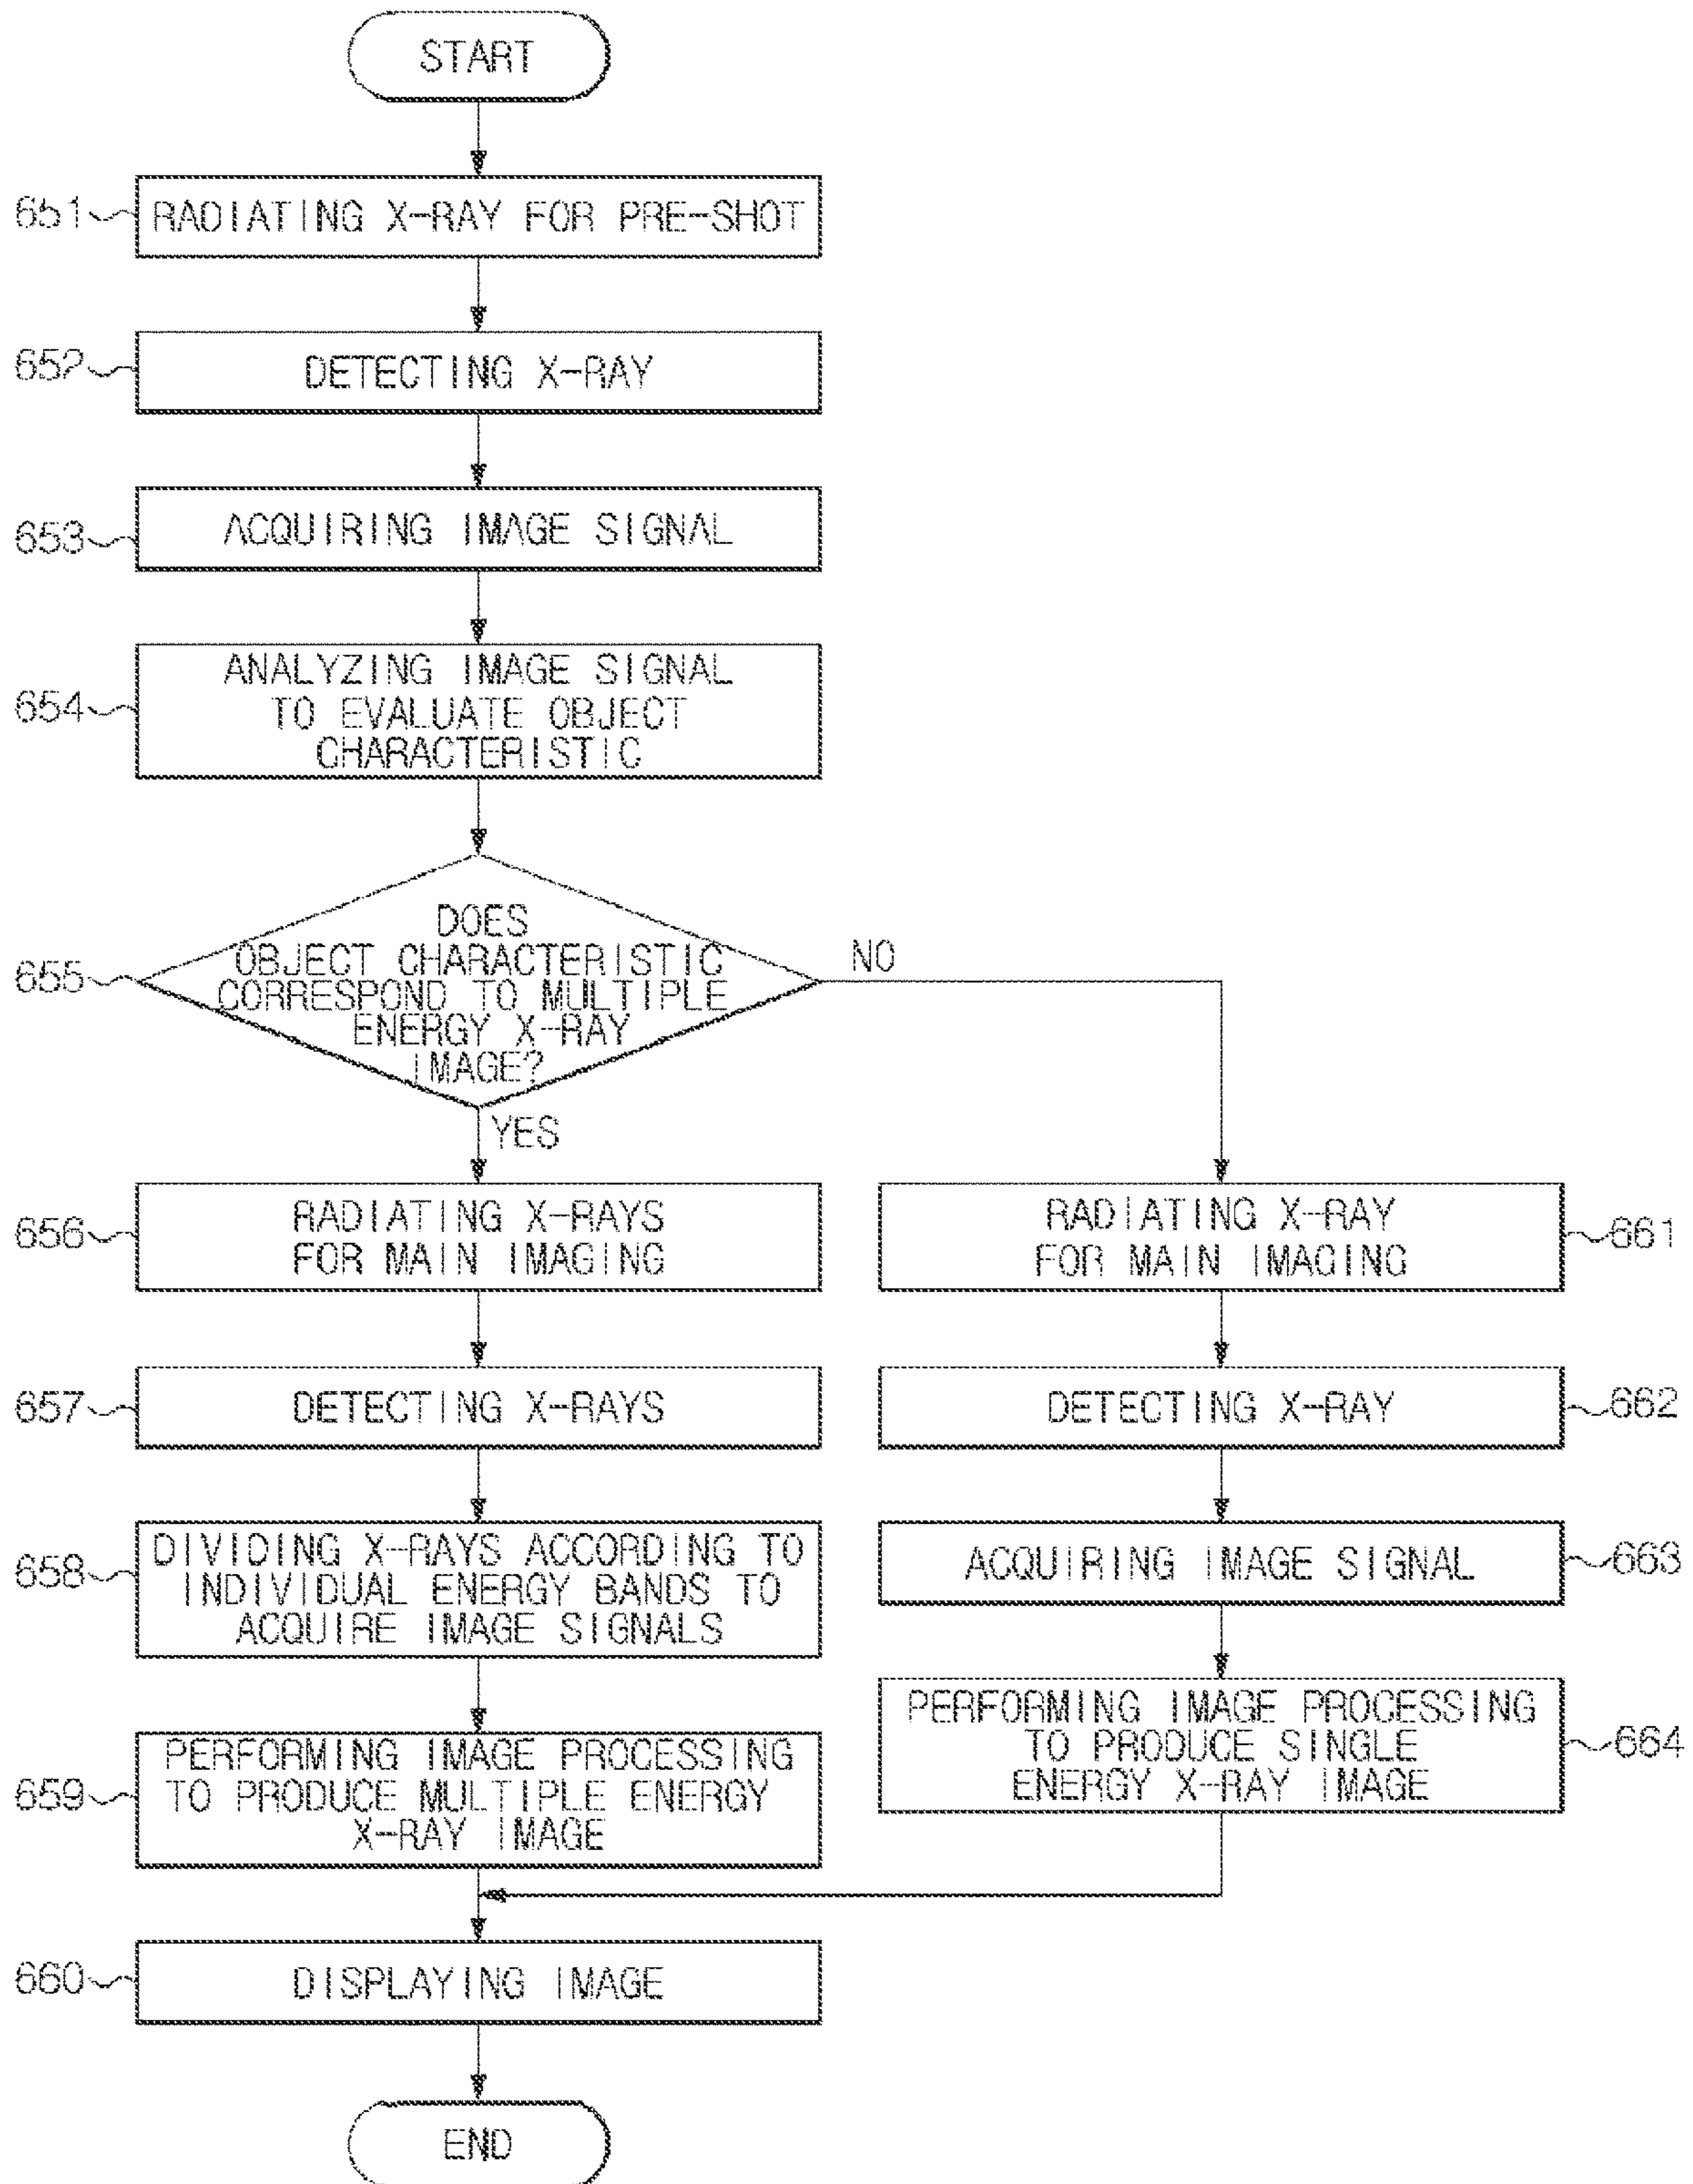 START
651
RADIATING X-RAY FOR PRE-SHOT
652
DETECTING X-RAY
653
ACQUIRING IMAGE SIGNAL
654
ANALYZING IMAGE SIGNAL
TO EVALUATE OBJECT
CHARACTERISTIC
655
DOES
OBJECT CHARACTERISTIC
CORRESPOND TO MULTIPLE
ENERGY X-RAY
IMAGE?
NO
YES
656
RADIATING X-RAYS
FOR MAIN IMAGING
657
DETECTING X-RAYS
658
DIVIDING X-RAYS ACCORDING TO
INDIVIDUAL ENERGY BANDS TO
ACQUIRE IMAGE SIGNALS
659
PERFORMING IMAGE PROCESSING
TO PRODUCE MULTIPLE ENERGY
X-RAY IMAGE
RADIATING X-RAY
FOR MAIN IMAGING
661
DETECTING X-RAY
662
ACQUIRING IMAGE SIGNAL
663
PERFORMING IMAGE PROCESSING
TO PRODUCE SINGLE
ENERGY X-RAY IMAGE
664
660
DISPLAYING IMAGE
END